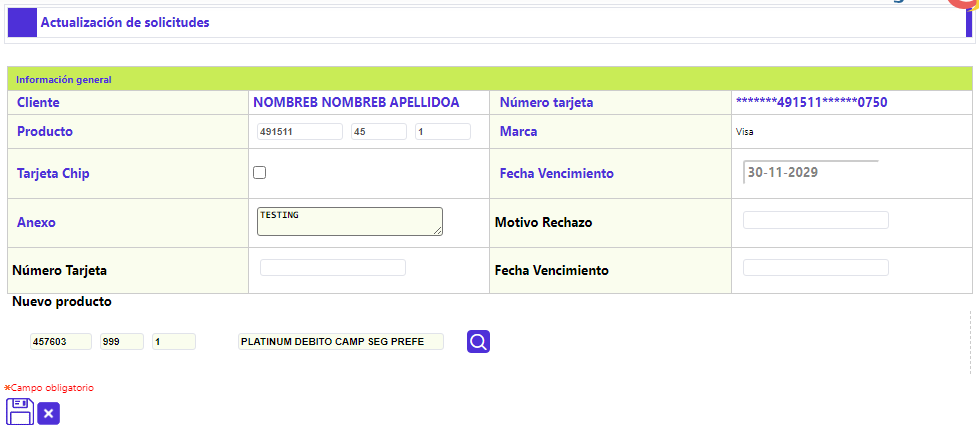 Actualización de solicitudes
Información general
Cliente NOMBREB NOMBREB APELLIDOA Número tarjeta *******491511******0750
Producto 491511 45 1 Marca Visa
Tarjeta Chip Fecha Vencimiento 30-11-2029
Anexo TESTING Motivo Rechazo
Número Tarjeta Fecha Vencimiento
Nuevo producto
457603 999 1 PLATINUM DEBITO CAMP SEG PREFE
*Campo obligatorio